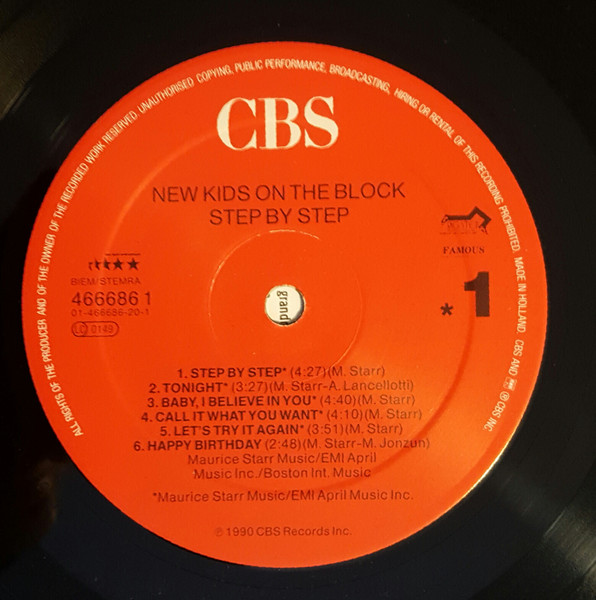 ALL RIGHTS OF THE PRODUCER AND OF THE OWNER OF THE RECORDED WORK RESERVED. UNAUTHORISED COPYING, PUBLIC PERFORMANCE, BROADCASTING, HIRING OR RENTAL OF THIS RECORDING PROHIBITED. MADE IN HOLLAND. CBS AND ℗ CBS INC.
CBS
NEW KIDS ON THE BLOCK
STEP BY STEP
FAMOUS
★★★
BIEM/STEMRA
466686 1
01-466686-20-1
LC 0149
*1
grand
1. STEP BY STEP* (4:27)(M. Starr)
2. TONIGHT* (3:27)(M. Starr-A. Lancellotti)
3. BABY, I BELIEVE IN YOU* (4:40)(M. Starr)
4. CALL IT WHAT YOU WANT* (4:10)(M. Starr)
5. LET'S TRY IT AGAIN* (3:51)(M. Starr)
6. HAPPY BIRTHDAY (2:48)(M. Starr-M. Jonzun)
Maurice Starr Music/EMI April
Music Inc./Boston Int. Music
*Maurice Starr Music/EMI April Music Inc.
℗ 1990 CBS Records Inc.